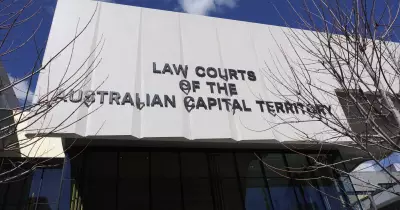 LAW COURTS
OF THE
AUSTRALIAN CAPITAL TERRITORY